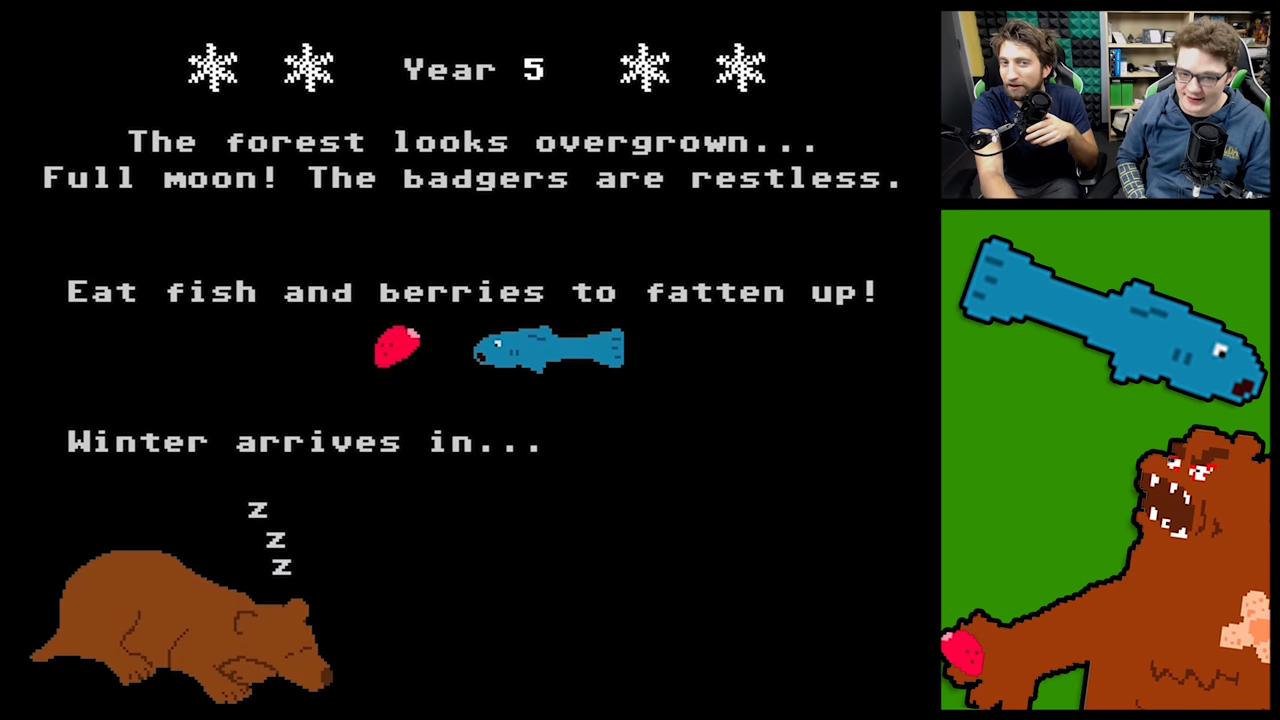 Year 5
The forest looks overgrown...
Full moon! The badgers are restless.
Eat fish and berries to fatten up!
Winter arrives in...
z
z
z